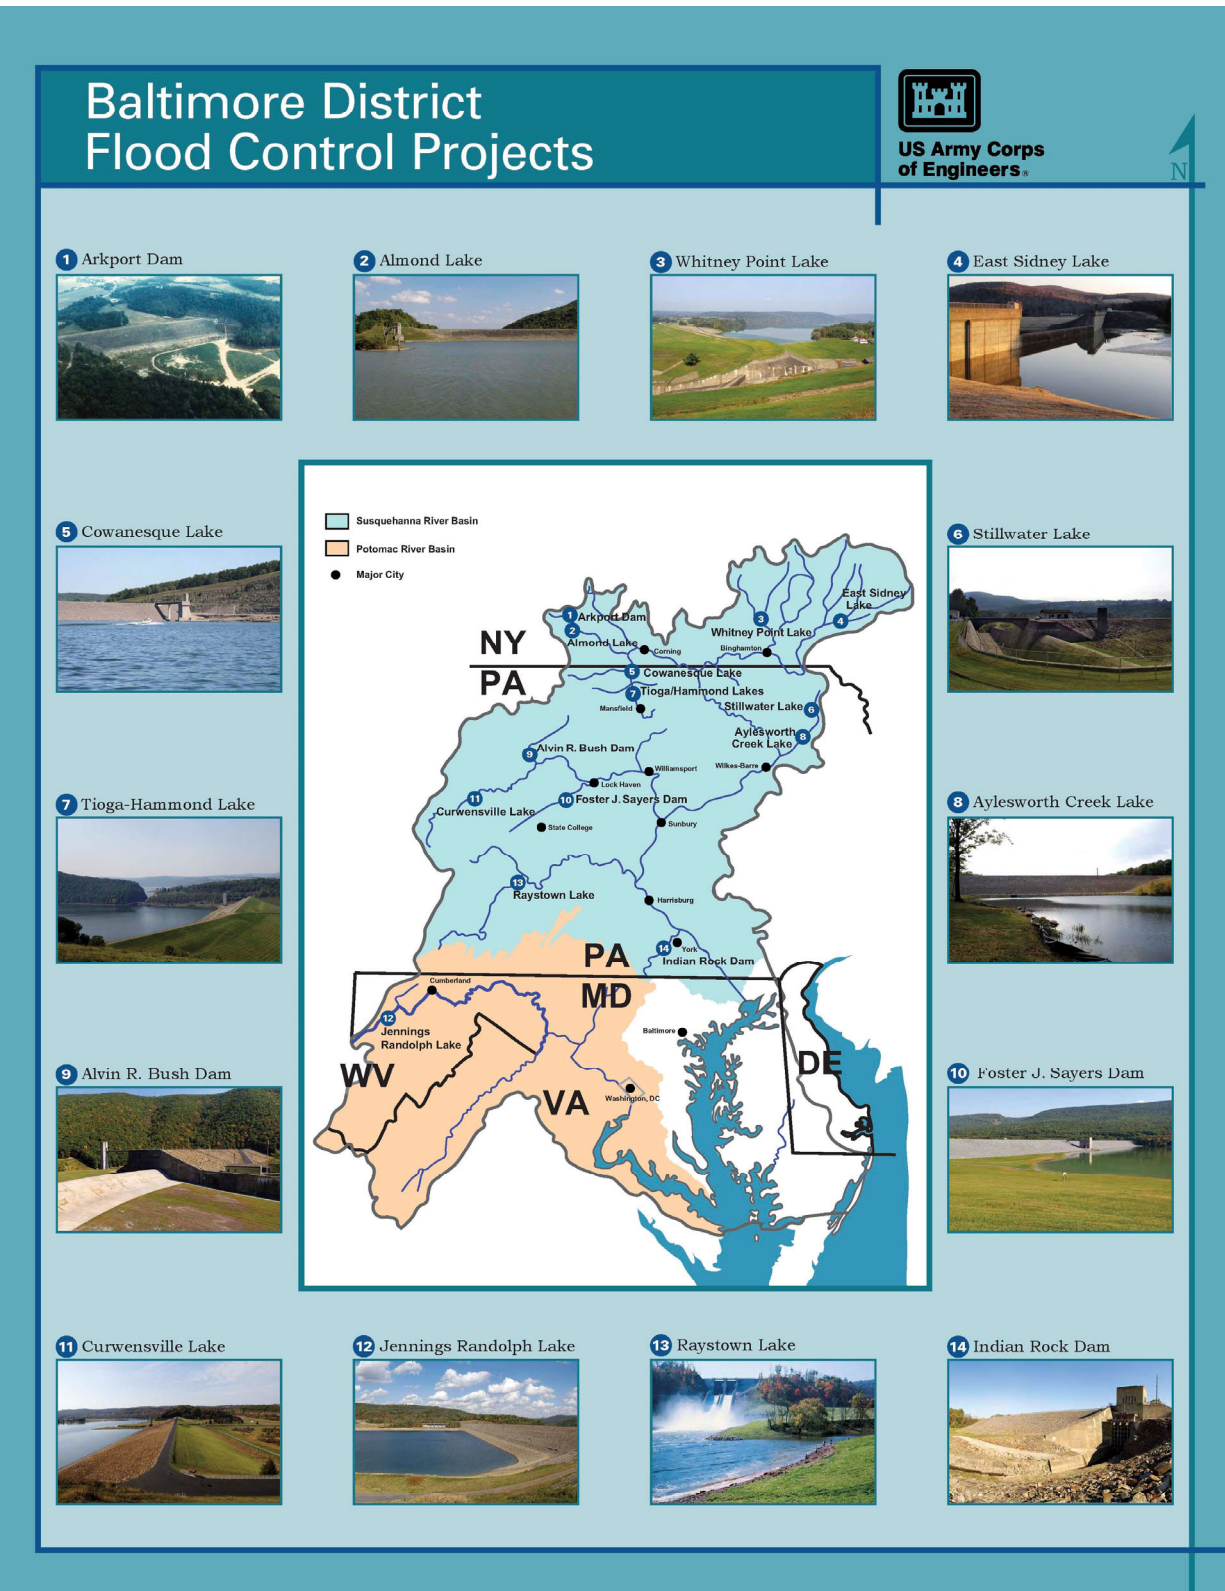 Baltimore District
Flood Control Projects
US Army Corps
of Engineers®
N
1 Arkport Dam
2 Almond Lake
3 Whitney Point Lake
4 East Sidney Lake
5 Cowanesque Lake
6 Stillwater Lake
7 Tioga-Hammond Lake
8 Aylesworth Creek Lake
9 Alvin R. Bush Dam
10 Foster J. Sayers Dam
11 Curwensville Lake
12 Jennings Randolph Lake
13 Raystown Lake
14 Indian Rock Dam
Susquehanna River Basin
Potomac River Basin
Major City
East Sidney
Lake
4
1 Arkport Dam
2
Almond Lake
3
Whitney Point Lake
NY
Corning
Binghamton
PA
5 Cowanesque Lake
7 Tioga/Hammond Lakes
Mansfield
Stillwater Lake 6
Aylesworth
Creek Lake 8
9 Alvin R. Bush Dam
Williamsport
Wilkes-Barre
Lock Haven
11
Curwensville Lake
10 Foster J. Sayers Dam
State College
Sunbury
13
Raystown Lake
Harrisburg
York
14
Indian Rock Dam
PA
MD
Cumberland
12
Jennings
Randolph Lake
Baltimore
WV
DE
VA
Washington, DC